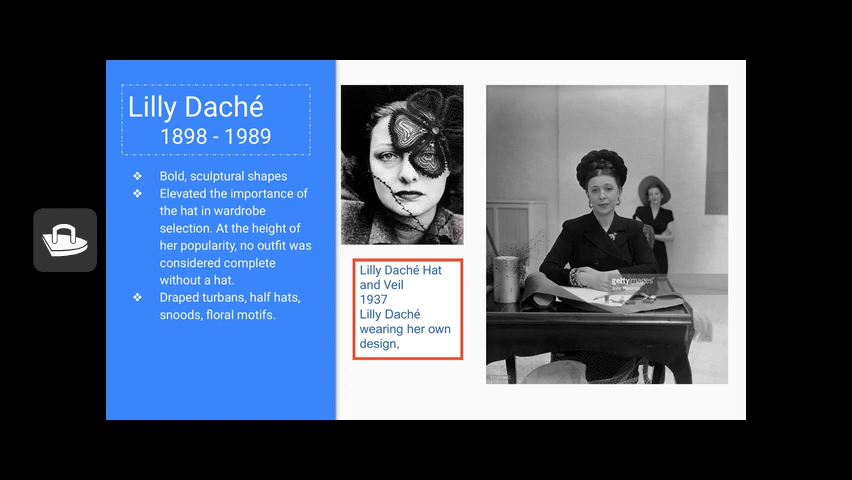 Lilly Daché
1898 - 1989
❖ Bold, sculptural shapes
❖ Elevated the importance of
the hat in wardrobe
selection. At the height of
her popularity, no outfit was
considered complete
without a hat.
❖ Draped turbans, half hats,
snoods, floral motifs.
Lilly Daché Hat
and Veil
1937
Lilly Daché
wearing her own
design,
gettyimages